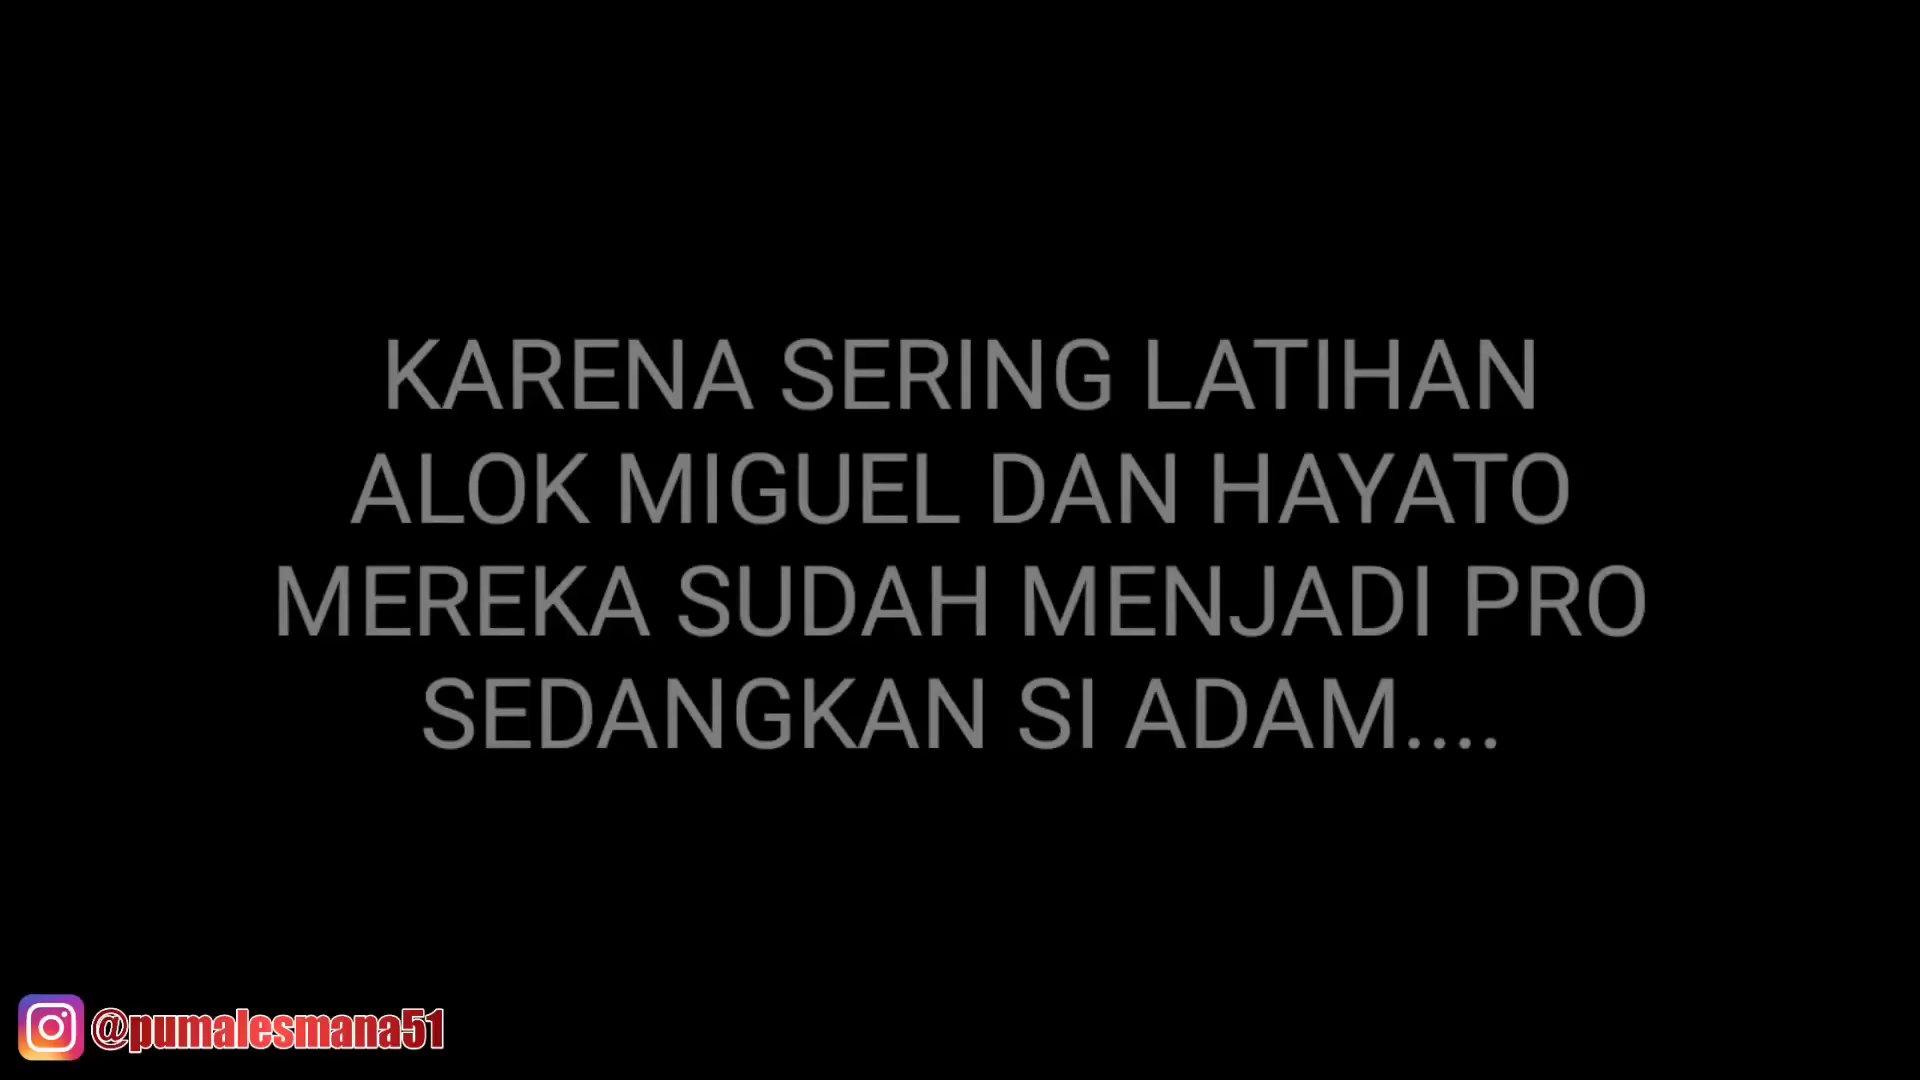 KARENA SERING LATIHAN
ALOK MIGUEL DAN HAYATO
MEREKA SUDAH MENJADI PRO
SEDANGKAN SI ADAM....
@pumalesmana51